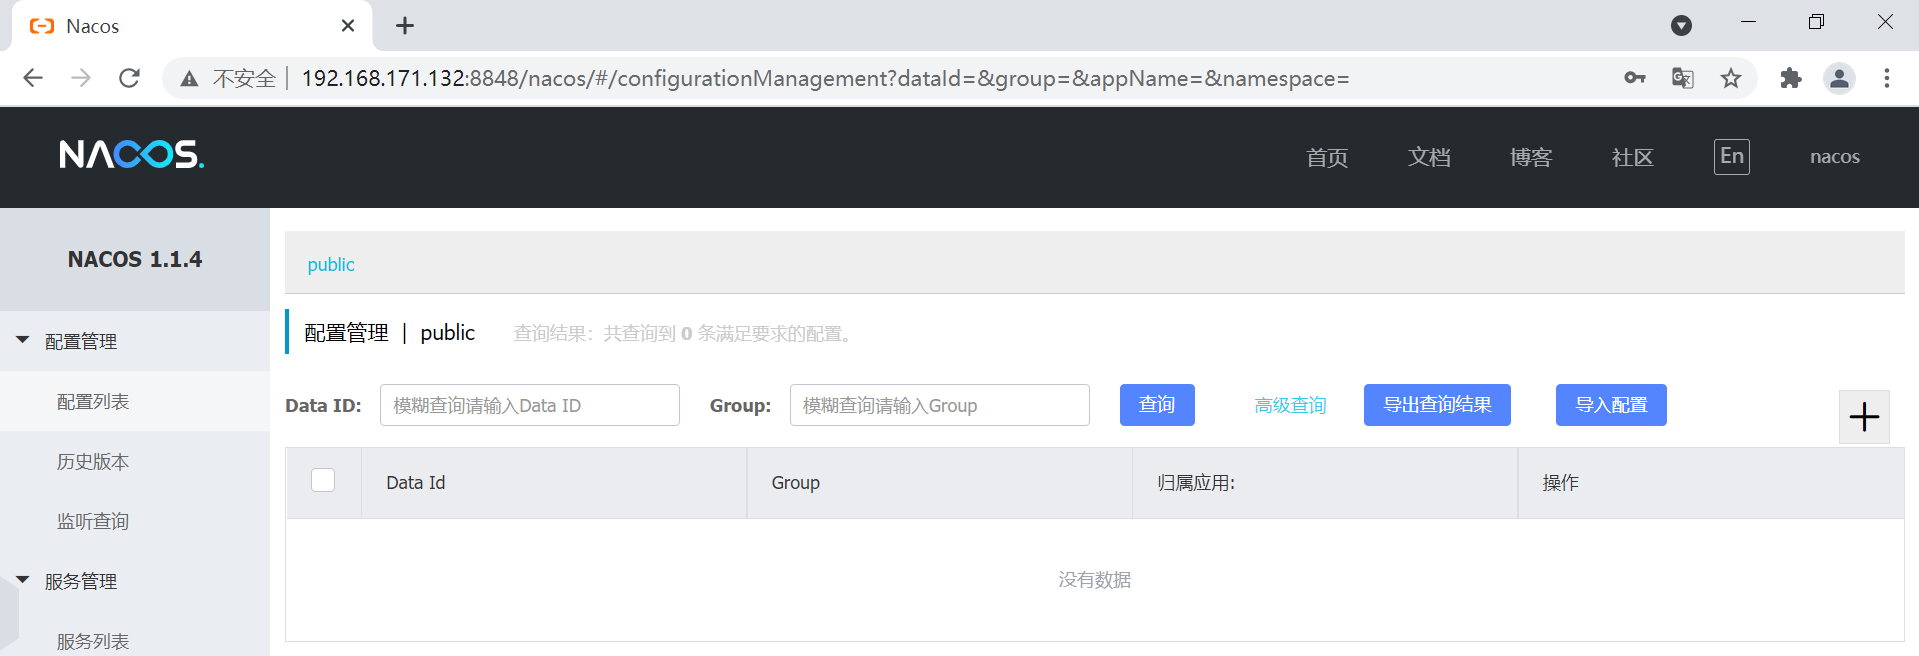 Nacos
不安全 192.168.171.132:8848/nacos/#/configurationManagement?dataId=&group=&appName=&namespace=
NACOS.
首页 文档 博客 社区 En nacos
NACOS 1.1.4
配置管理
配置列表
历史版本
监听查询
服务管理
服务列表
public
配置管理 | public 查询结果：共查询到 0 条满足要求的配置。
Data ID: 模糊查询请输入Data ID Group: 模糊查询请输入Group 查询 高级查询 导出查询结果 导入配置
Data Id Group 归属应用: 操作
没有数据